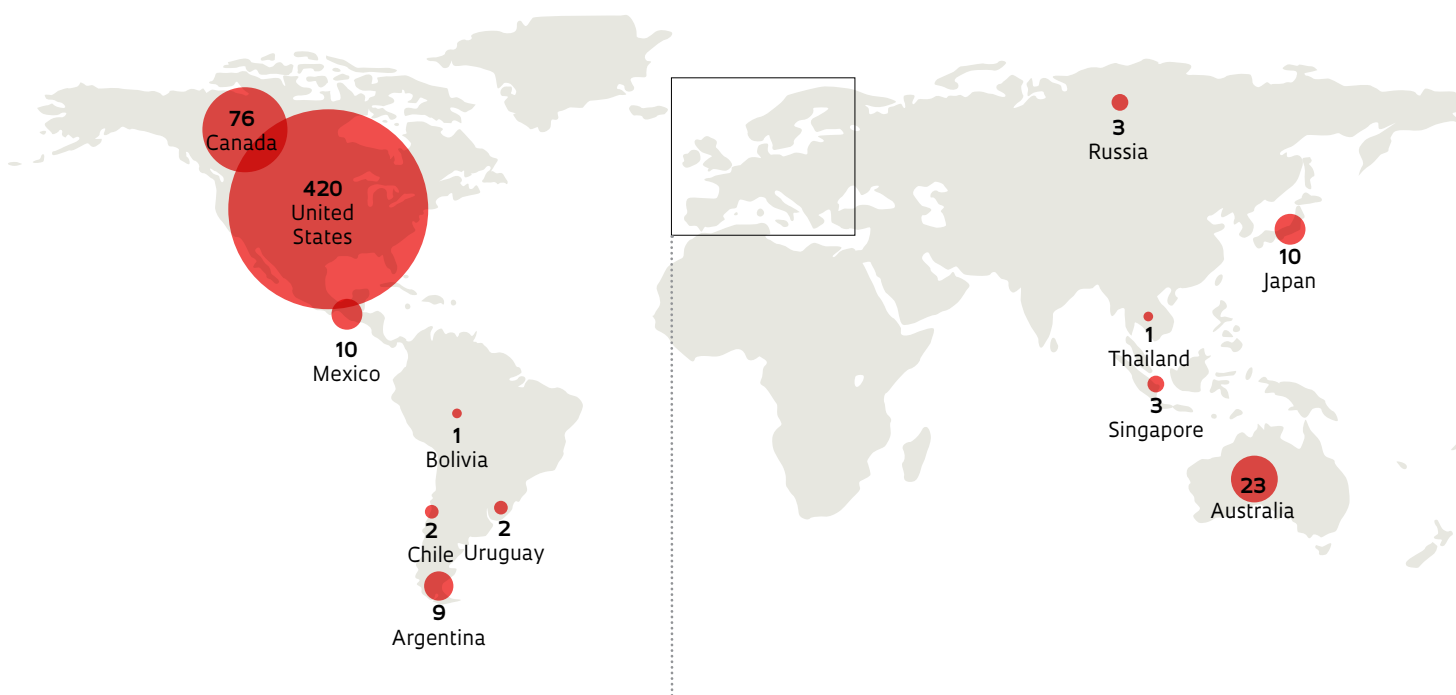 76
Canada
420
United
States
10
Mexico
1
Bolivia
2
Chile
2
Uruguay
9
Argentina
3
Russia
10
Japan
1
Thailand
3
Singapore
23
Australia